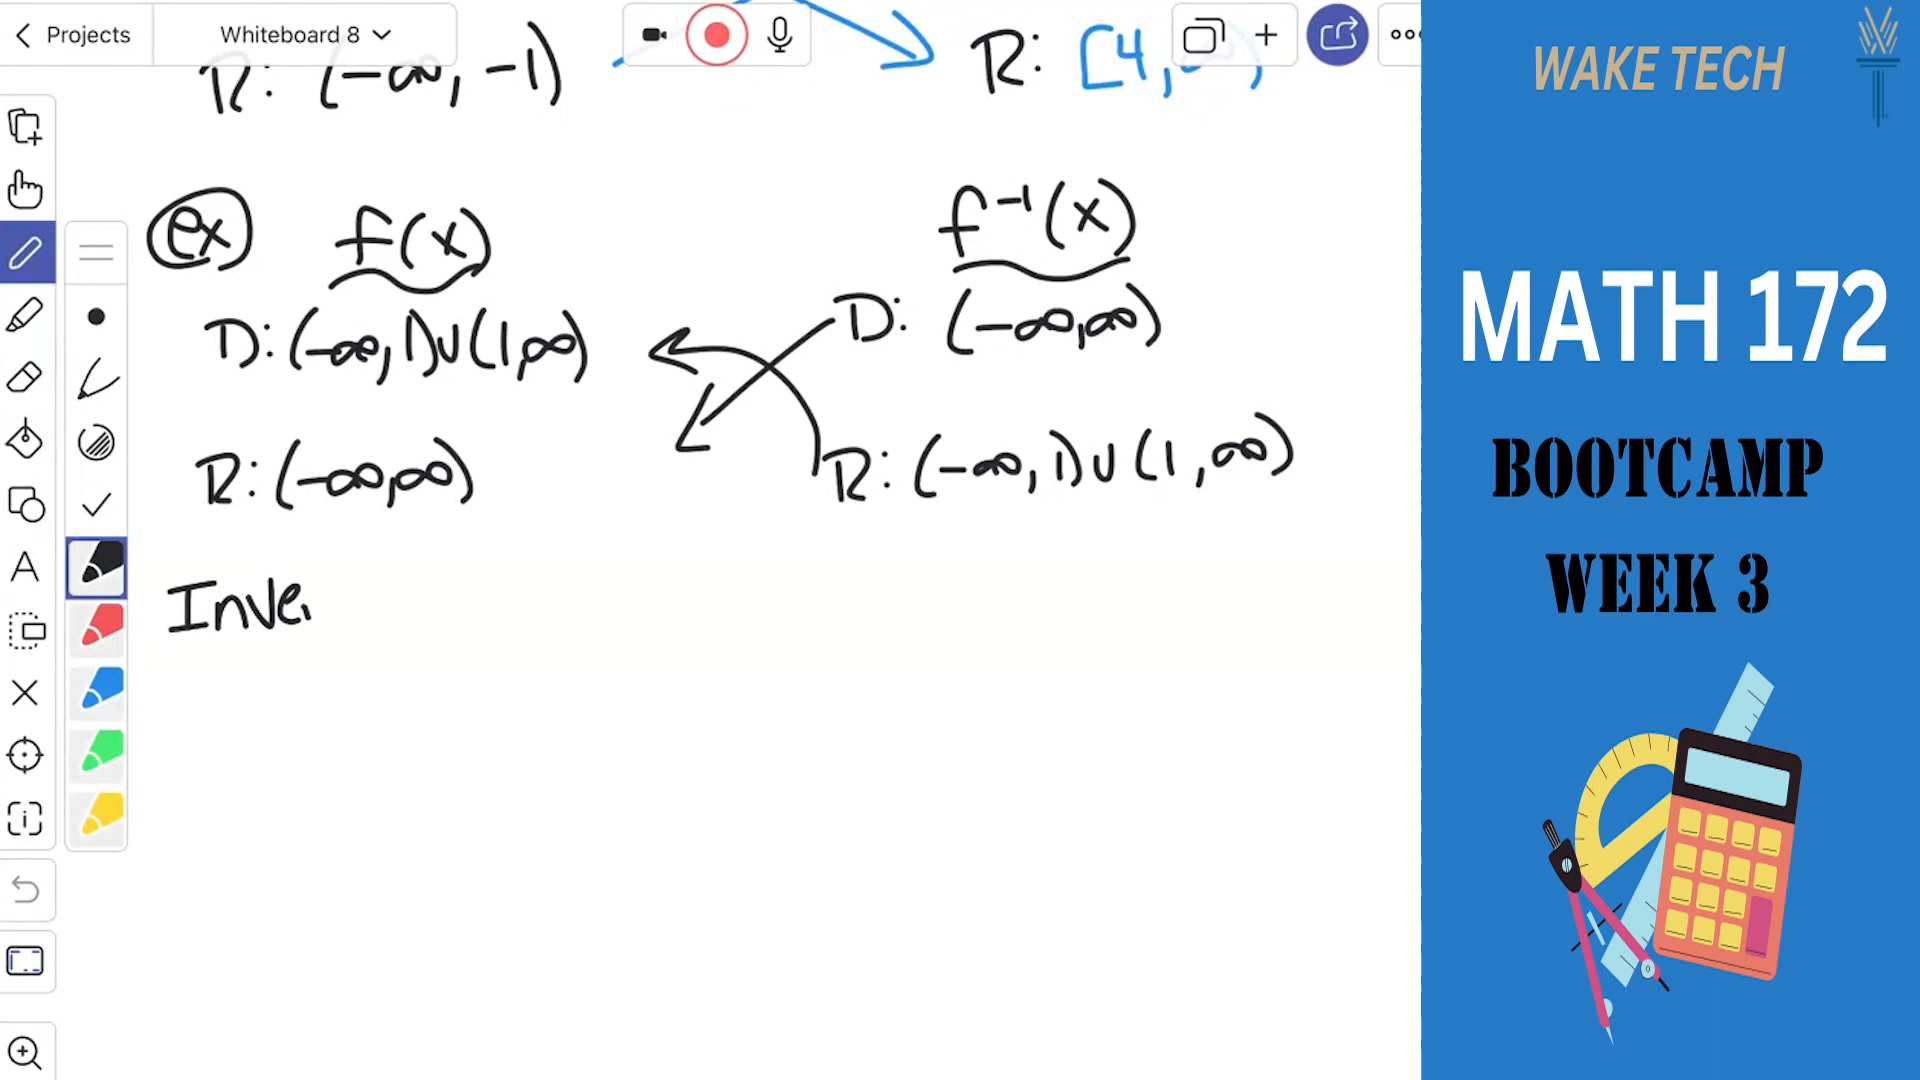 Projects
Whiteboard 8
R: (-∞, -1)
R: [4, ∞)
ex
f(x)
f⁻¹(x)
D: (-∞, 1)∪(1, ∞)
D: (-∞, ∞)
R: (-∞, ∞)
R: (-∞, 1)∪(1, ∞)
Inve
WAKE TECH
MATH 172
BOOTCAMP
WEEK 3